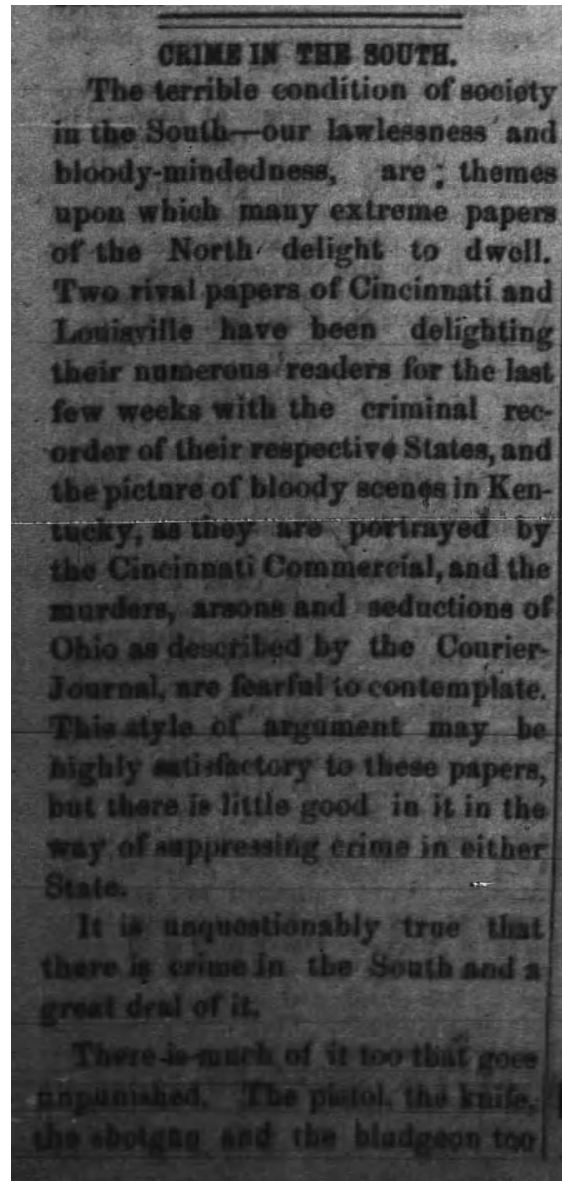 CRIME IN THE SOUTH.
The terrible condition of society
in the South—our lawlessness and
bloody-mindedness, are; themes
upon which many extreme papers
of the North delight to dwell.
Two rival papers of Cincinnati and
Louisville have been delighting
their numerous readers for the last
few weeks with the criminal rec-
order of their respective States, and
the picture of bloody scenes in Ken-
tucky, as they are portrayed by
the Cincinnati Commercial, and the
murders, arsons and seductions of
Ohio as described by the Courier-
Journal, are fearful to contemplate.
This style of argument may be
highly satisfactory to these papers,
but there is little good in it in the
way of suppressing crime in either
State.
It is unquestionably true that
there is crime in the South and a
great deal of it.
There is much of it too that goes
unpunished. The pistol, the knife,
the shotgun and the bludgeon too